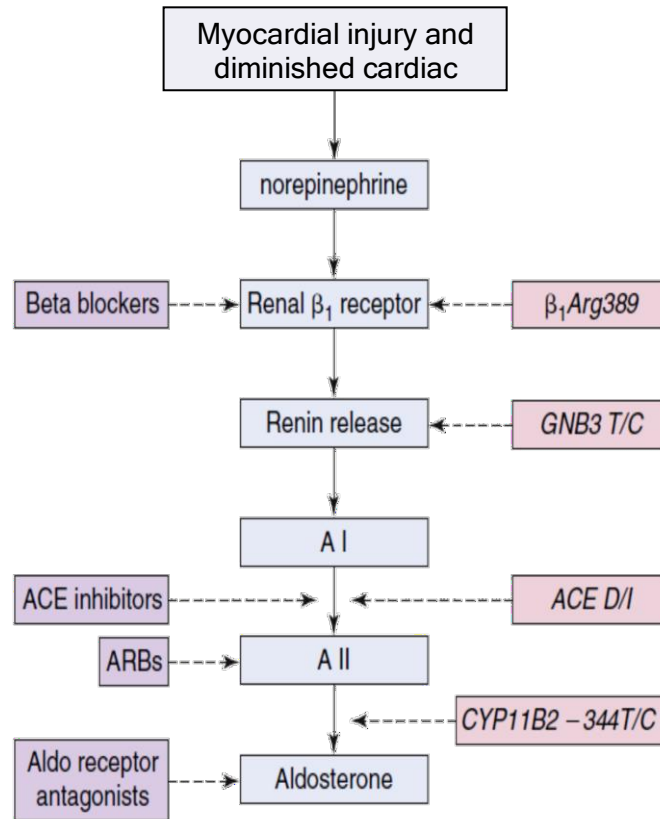 Myocardial injury and
diminished cardiac
norepinephrine
Beta blockers
Renal β₁ receptor
β₁Arg389
Renin release
GNB3 T/C
A I
ACE inhibitors
ACE D/I
ARBs
A II
CYP11B2 – 344T/C
Aldo receptor
antagonists
Aldosterone